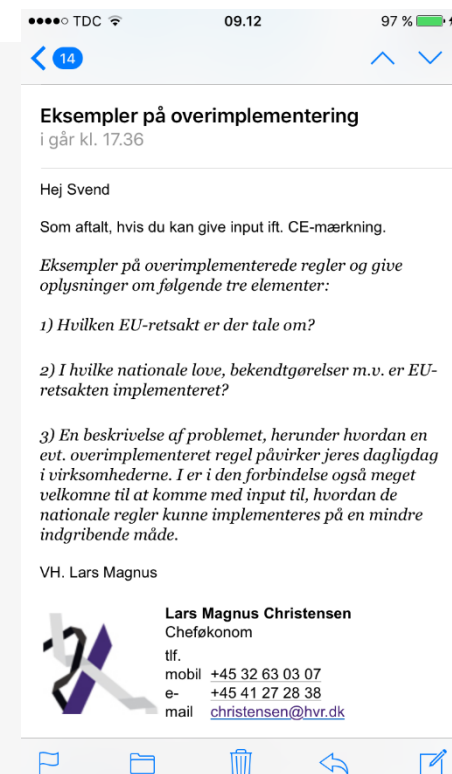 TDC 09.12 97 %
14
Eksempler på overimplementering
i går kl. 17.36
Hej Svend
Som aftalt, hvis du kan give input ift. CE-mærkning.
Eksempler på overimplementerede regler og give
oplysninger om følgende tre elementer:
1) Hvilken EU-retsakt er der tale om?
2) I hvilke nationale love, bekendtgørelser m.v. er EU-
retsakten implementeret?
3) En beskrivelse af problemet, herunder hvordan en
evt. overimplementeret regel påvirker jeres dagligdag
i virksomhederne. I er i den forbindelse også meget
velkomne til at komme med input til, hvordan de
nationale regler kunne implementeres på en mindre
indgribende måde.
VH. Lars Magnus
Lars Magnus Christensen
Cheføkonom
tlf.
mobil +45 32 63 03 07
e- +45 41 27 28 38
mail christensen@hvr.dk